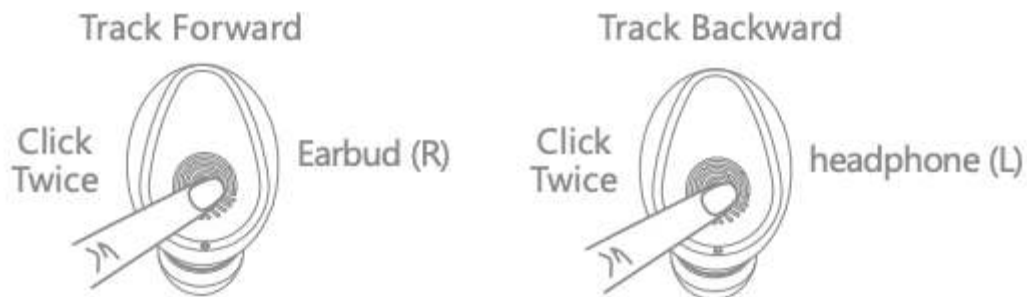 Track Forward
Track Backward
Click
Twice
Earbud (R)
Click
Twice
headphone (L)